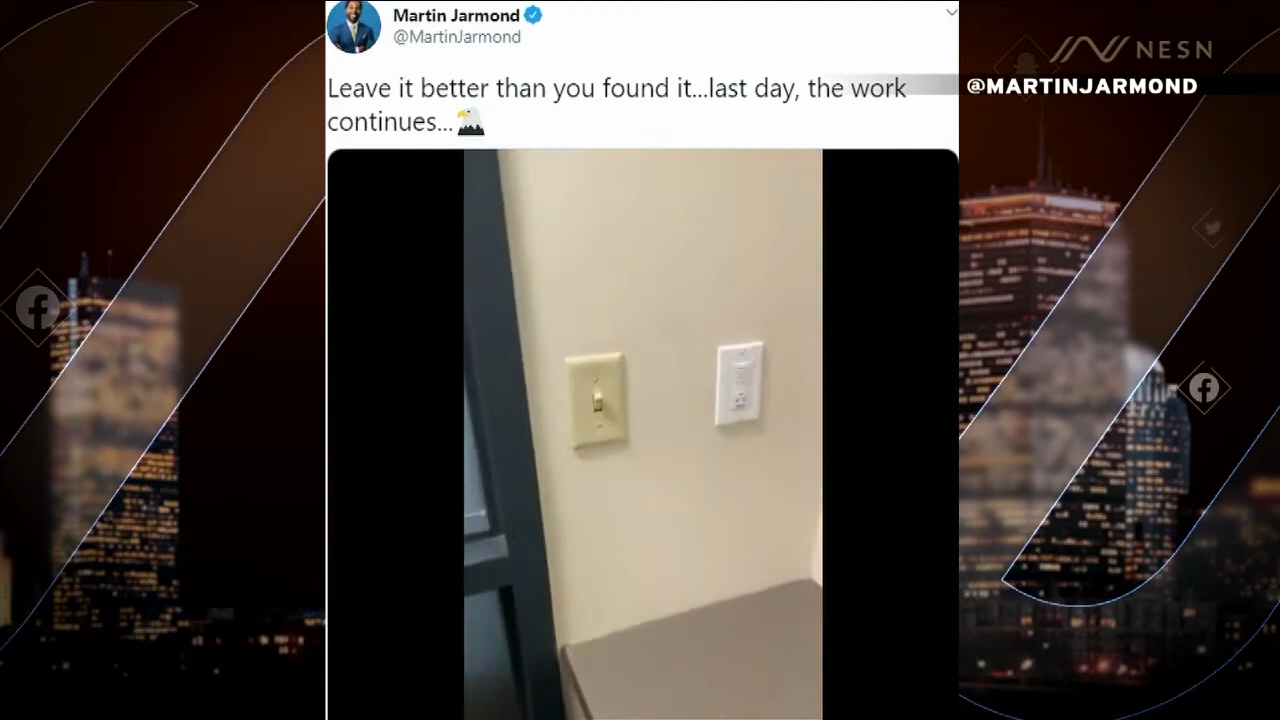 Martin Jarmond
@MartinJarmond
Leave it better than you found it...last day, the work
continues...
NESN
@MARTINJARMOND